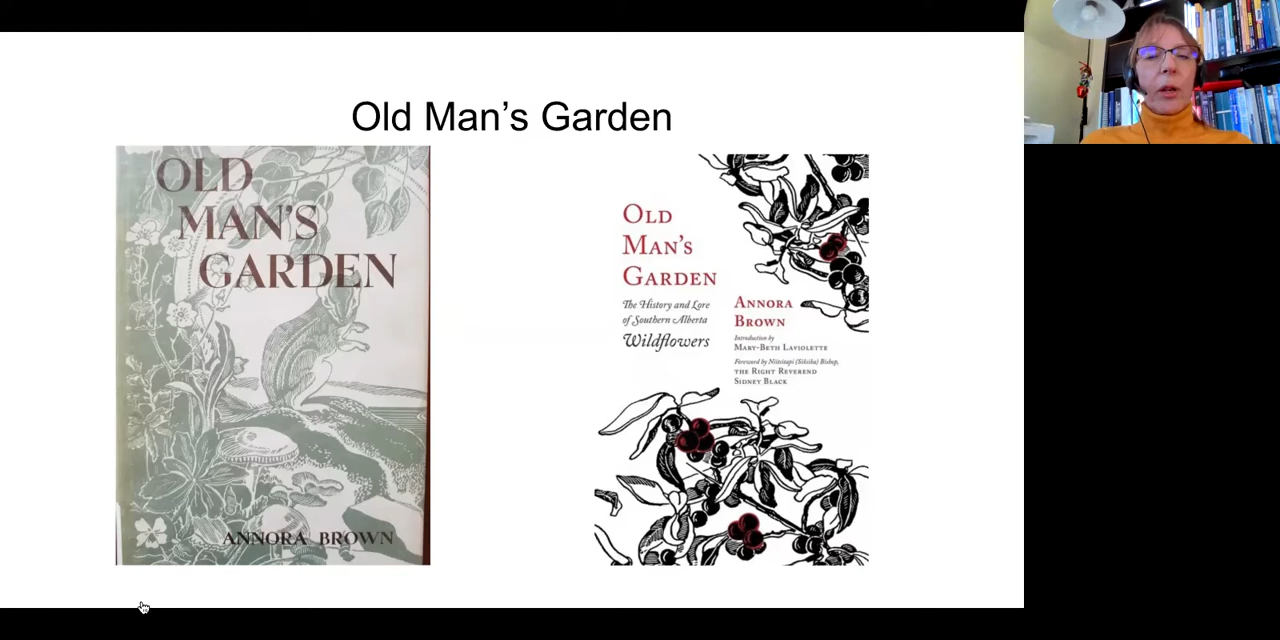 Old Man’s Garden
OLD
MAN'S
GARDEN
ANNORA BROWN
OLD
MAN'S
GARDEN
The History and Lore
of Southern Alberta
Wildflowers
ANNORA
BROWN
Introduction by
MARY-BETH LAVIOLETTE
Foreword by Niitsitapi (Siksika) Bishop,
THE RIGHT REVEREND
SIDNEY BLACK